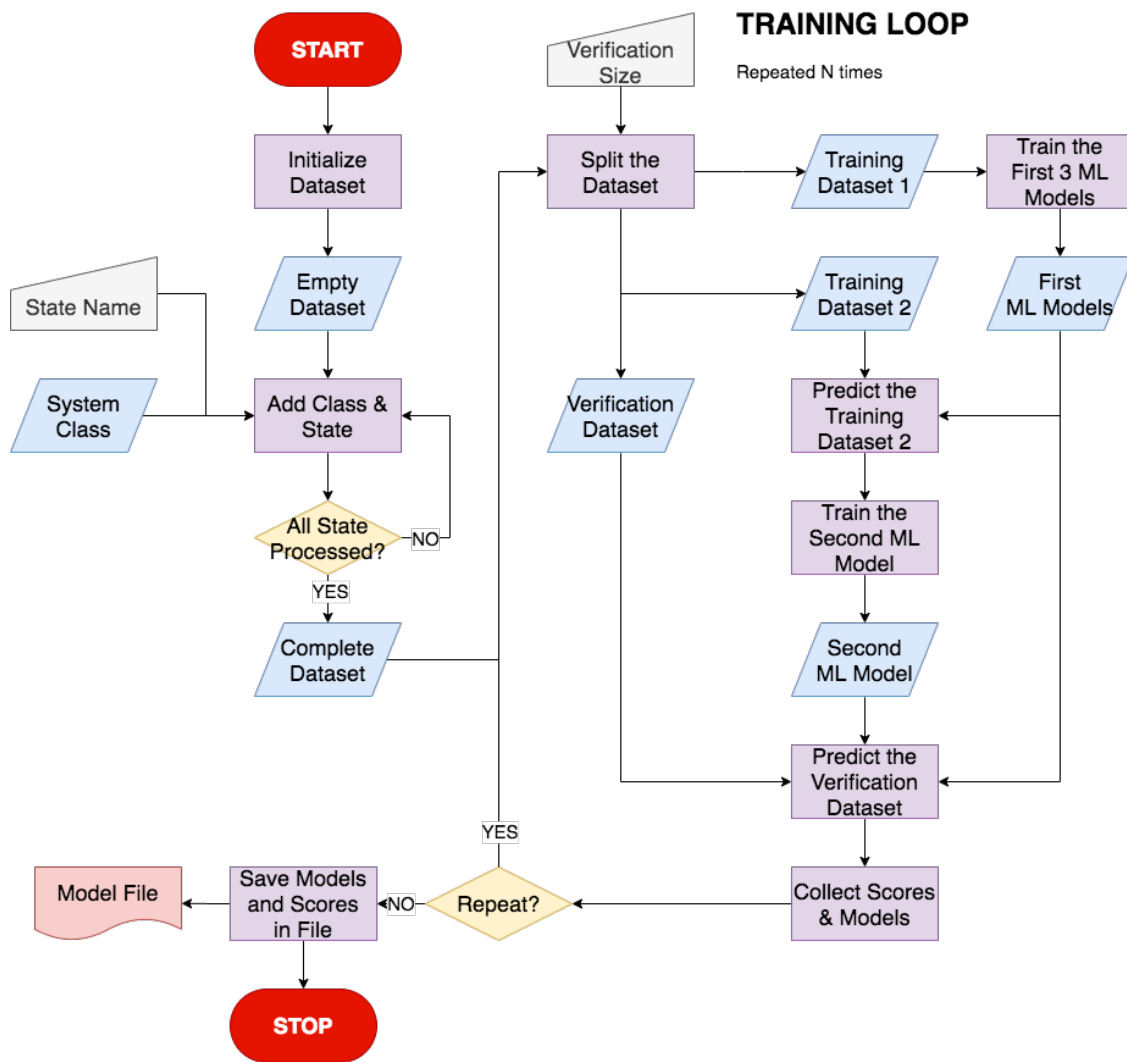 TRAINING LOOP
Repeated N times
START
Verification
Size
Initialize
Dataset
Split the
Dataset
Training
Dataset 1
Train the
First 3 ML
Models
State Name
Empty
Dataset
Training
Dataset 2
First
ML Models
System
Class
Add Class &
State
Verification
Dataset
Predict the
Training
Dataset 2
All State
Processed?
NO
YES
Train the
Second ML
Model
Complete
Dataset
Second
ML Model
Predict the
Verification
Dataset
YES
Model File
Save Models
and Scores
in File
NO
Repeat?
Collect Scores
& Models
STOP